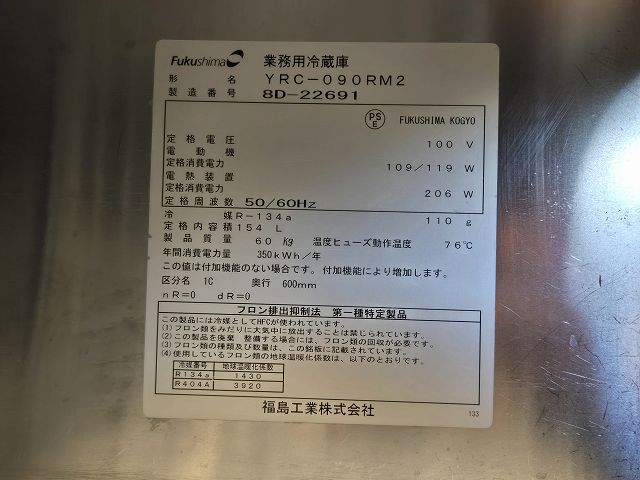 Fukushima 業務用冷蔵庫
形名 YRC-090RM2
製造番号 8D-22691
PS E FUKUSHIMA KOGYO
定格電圧 100 V
電動機
定格消費電力 109/119 W
電熱装置
定格消費電力 206 W
定格周波数 50/60Hz
冷媒 R-134a 110 g
定格内容積 154 L
製品質量 60 kg 温度ヒューズ動作温度 76℃
年間消費電力量 350kWh/年
この値は付加機能のない場合です。付加機能により増加します。
区分名 1C 奥行 600mm
nR=0 dR=0
フロン排出抑制法 第一種特定製品
この製品には冷媒としてHFCが使われています。
(1) フロン類をみだりに大気中に放出することは禁じられています。
(2) この製品を廃棄 整備する場合には、フロン類の回収が必要です。
(3) フロン類の種類及び数量は、この銘板に記載されています。
(4) 使用しているフロン類の地球温暖化係数は、以下のとおりです。
冷媒番号 地球温暖化係数
R134a 1430
R404A 3920
福島工業株式会社
133